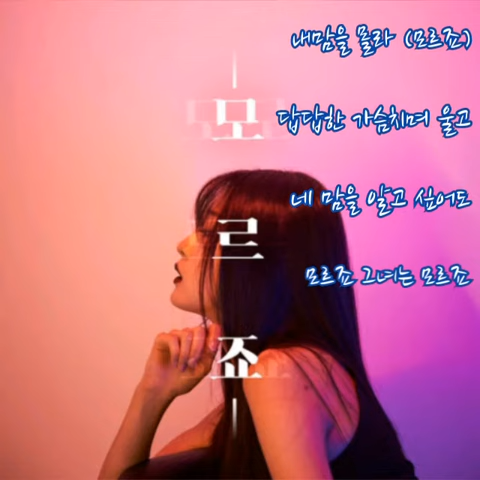 모
르
죠
내맘을 몰라 (모르죠)
답답한 가슴치며 울고
네 맘을 알고 싶어도
모르죠 그녀는 모르죠